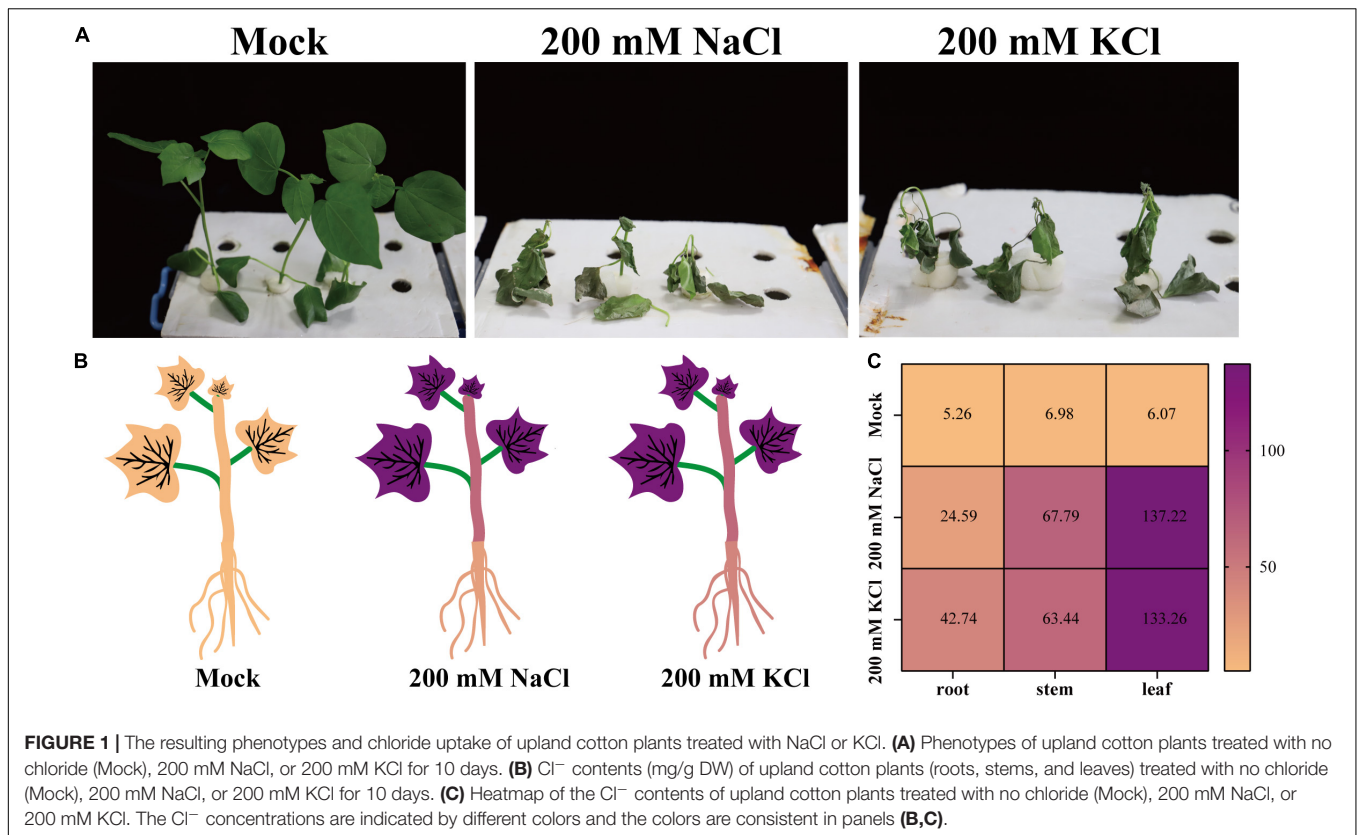 A
Mock
200 mM NaCl
200 mM KCl
B
Mock
200 mM NaCl
200 mM KCl
C
Mock
5.26
6.98
6.07
200 mM NaCl
24.59
67.79
137.22
200 mM KCl
42.74
63.44
133.26
root
stem
leaf
100
50
FIGURE 1 | The resulting phenotypes and chloride uptake of upland cotton plants treated with NaCl or KCl. (A) Phenotypes of upland cotton plants treated with no
chloride (Mock), 200 mM NaCl, or 200 mM KCl for 10 days. (B) Cl⁻ contents (mg/g DW) of upland cotton plants (roots, stems, and leaves) treated with no chloride
(Mock), 200 mM NaCl, or 200 mM KCl for 10 days. (C) Heatmap of the Cl⁻ contents of upland cotton plants treated with no chloride (Mock), 200 mM NaCl, or
200 mM KCl. The Cl⁻ concentrations are indicated by different colors and the colors are consistent in panels (B,C).